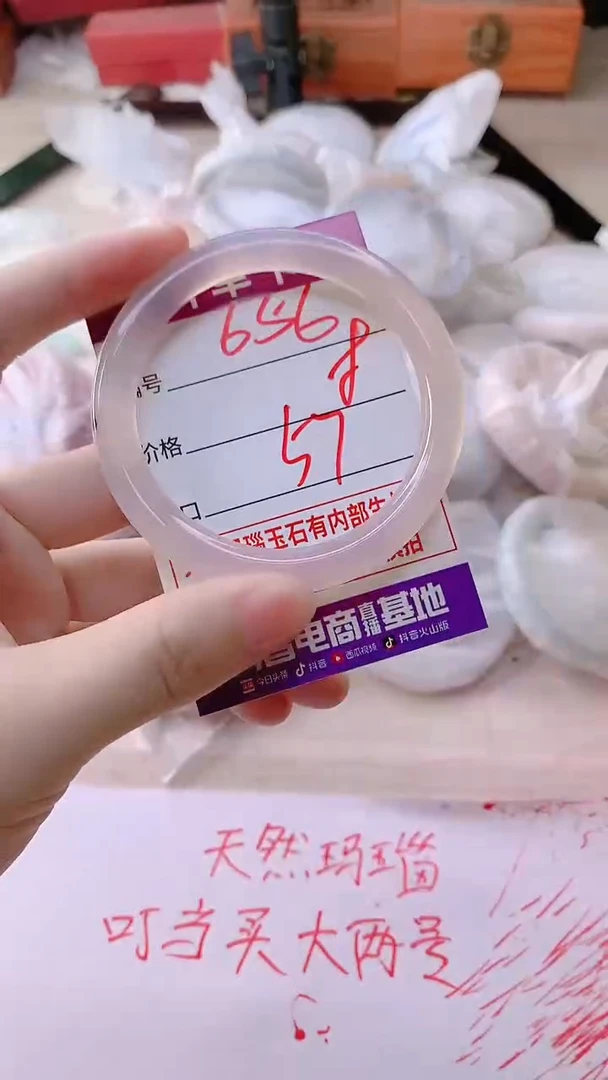 656
号
8
价格
57
口
瑙玉石有内部生
电商直播基地
今日头条 抖音 西瓜视频 抖音火山版
天然玛瑙
叮当买大两号